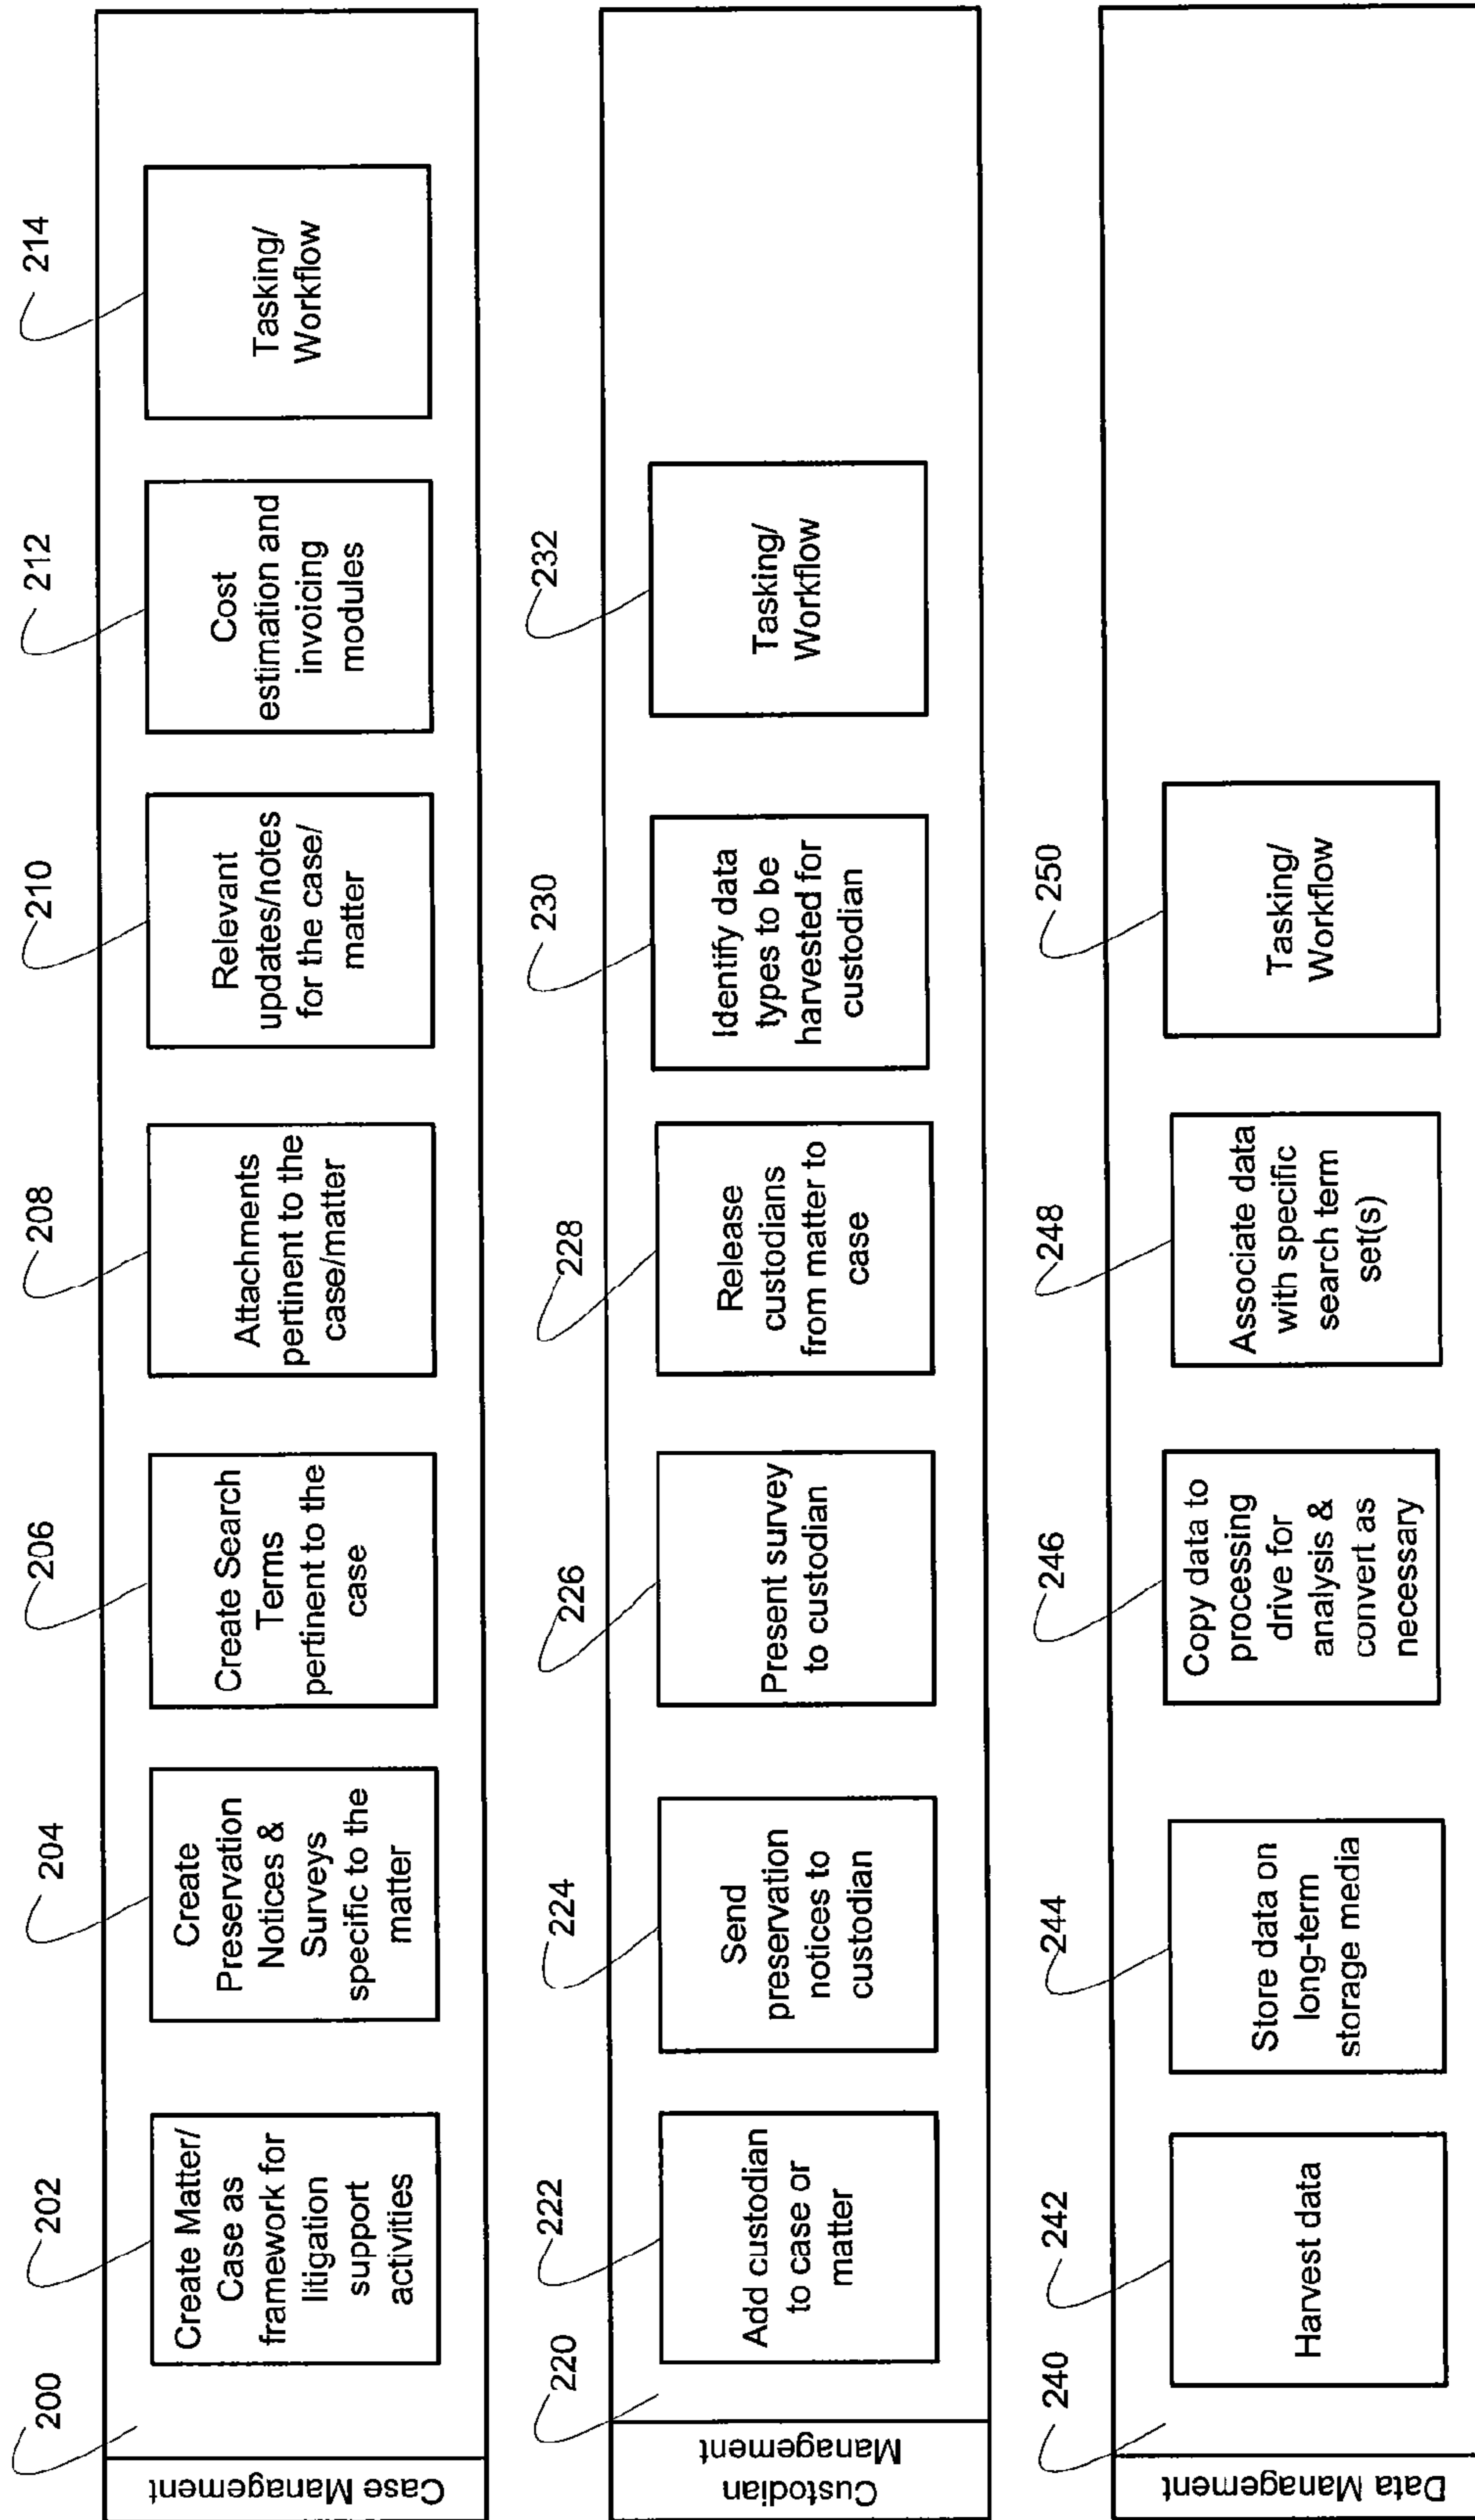 Case Management
200
202
Create Matter/
Case as
framework for
litigation
support
activities
204
Create
Preservation
Notices &
Surveys
specific to the
matter
206
Create Search
Terms
pertinent to the
case
208
Attachments
pertinent to the
case/matter
210
Relevant
updates/notes
for the case/
matter
212
Cost
estimation and
invoicing
modules
214
Tasking/
Workflow
Custodian
Management
220
222
Add custodian
to case or
matter
224
Send
preservation
notices to
custodian
226
Present survey
to custodian
228
Release
custodians
from matter to
case
230
Identify data
types to be
harvested for
custodian
232
Tasking/
Workflow
Data Management
240
242
Harvest data
244
Store data on
long-term
storage media
246
Copy data to
processing
drive for
analysis &
convert as
necessary
248
Associate data
with specific
search term
set(s)
250
Tasking/
Workflow